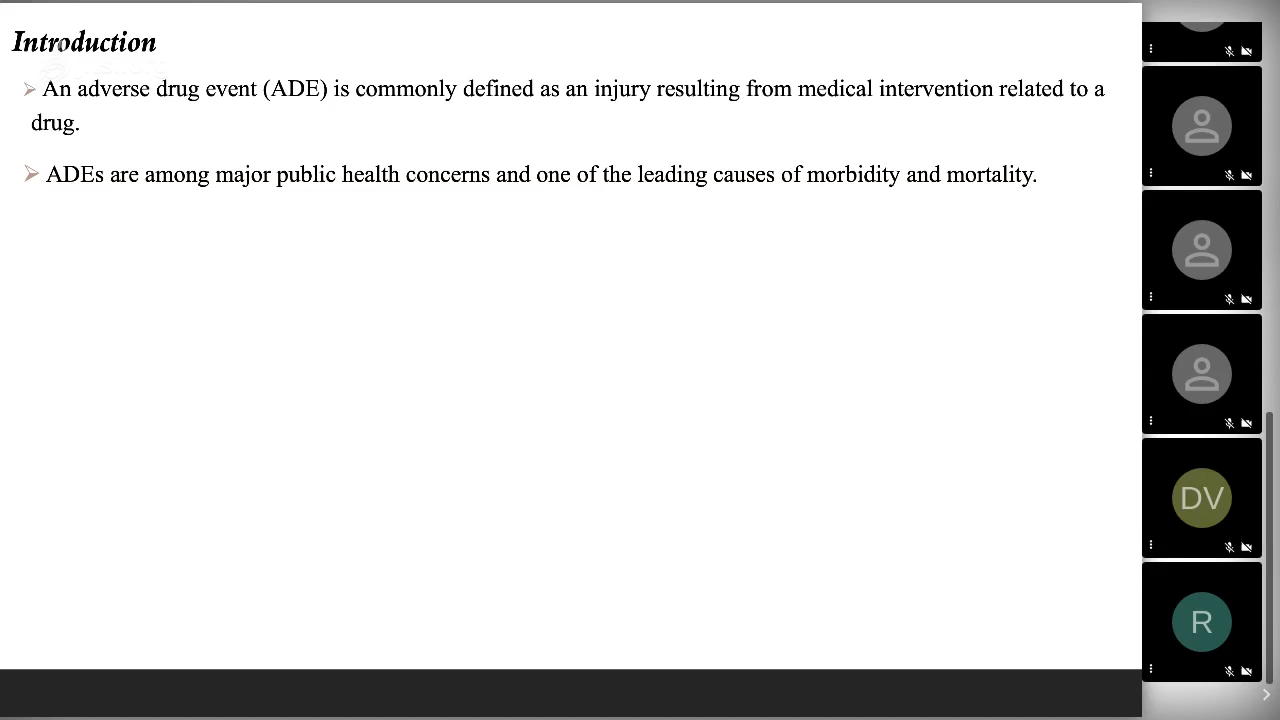 Introduction
An adverse drug event (ADE) is commonly defined as an injury resulting from medical intervention related to a
drug.
ADEs are among major public health concerns and one of the leading causes of morbidity and mortality.
DV
R